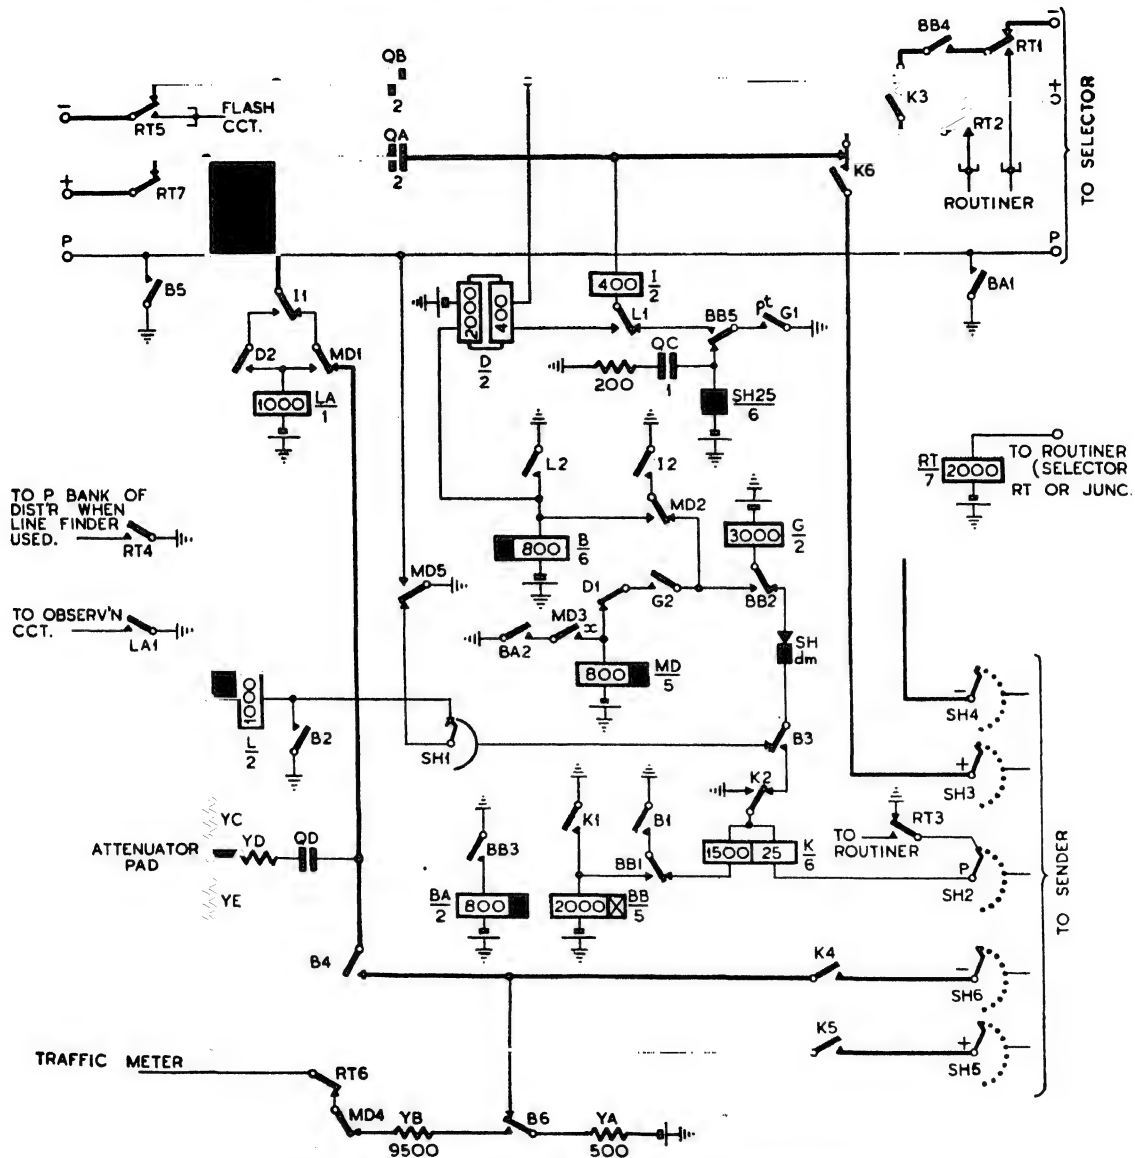 QB
2
BB4
RT1
−
K3
RT2
+
ROUTINER
TO SELECTOR
−
RT5
FLASH
CCT.
QA
2
K6
+
RT7
P
P
B5
BA1
I1
D2
MD1
1000
LA
1
2000
400
D
2
400
I
2
L1
BB5
pt
G1
QC
200
1
SH25
6
RT
7
2000
TO ROUTINER
(SELECTOR
RT OR JUNC.
L2
I2
MD2
TO P BANK OF
DIST'R WHEN
LINE FINDER
USED.
RT4
800
B
6
3000
G
2
BB2
MD5
D1
G2
TO OBSERV'N
CCT.
LA1
BA2
MD3
x
SH
dm
800
MD
5
1000
L
2
B2
SH1
B3
−
SH4
+
SH3
K2
YC
ATTENUATOR
PAD
YD
QD
YE
BB3
K1
B1
BB1
1500
25
K
6
TO
ROUTINER
RT3
P
SH2
BA
2
800
2000
BB
5
TO SENDER
B4
K4
−
SH6
K5
+
SH5
TRAFFIC METER
RT6
MD4
YB
9500
B6
YA
500